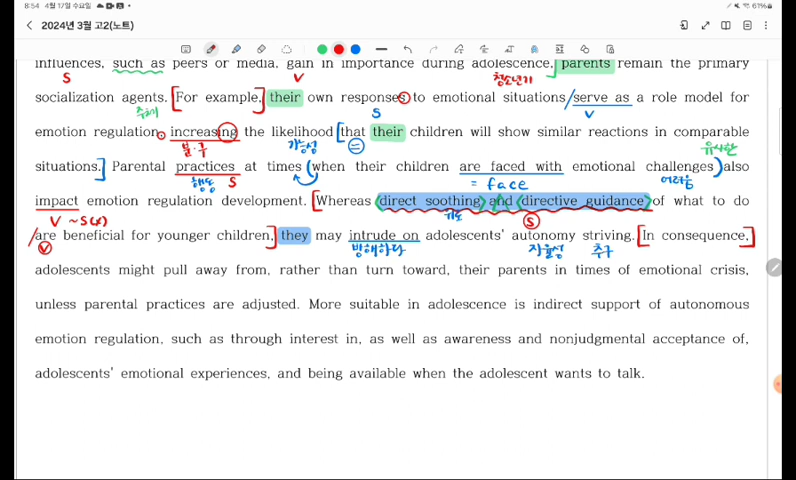 8:54 4월 17일 수요일
61%
2024년 3월 고2(노트)
influences, such as peers or media, gain in importance during adolescence, parents remain the primary
S V 청소년기
socialization agents. [For example,] their own responses to emotional situations / serve as a role model for
주체 S V
emotion regulation, increasing the likelihood [that their children will show similar reactions in comparable
분·구 가능성 = 유사한
situations.] Parental practices at times (when their children are faced with emotional challenges) also
행동 S = face 어려움
impact emotion regulation development. [Whereas <direct soothing> and <directive guidance> of what to do
V ~S(x) S
/are beneficial for younger children,] they may intrude on adolescents' autonomy striving. [In consequence,]
V 방해하다 자율성 추구
adolescents might pull away from, rather than turn toward, their parents in times of emotional crisis,
unless parental practices are adjusted. More suitable in adolescence is indirect support of autonomous
emotion regulation, such as through interest in, as well as awareness and nonjudgmental acceptance of,
adolescents' emotional experiences, and being available when the adolescent wants to talk.